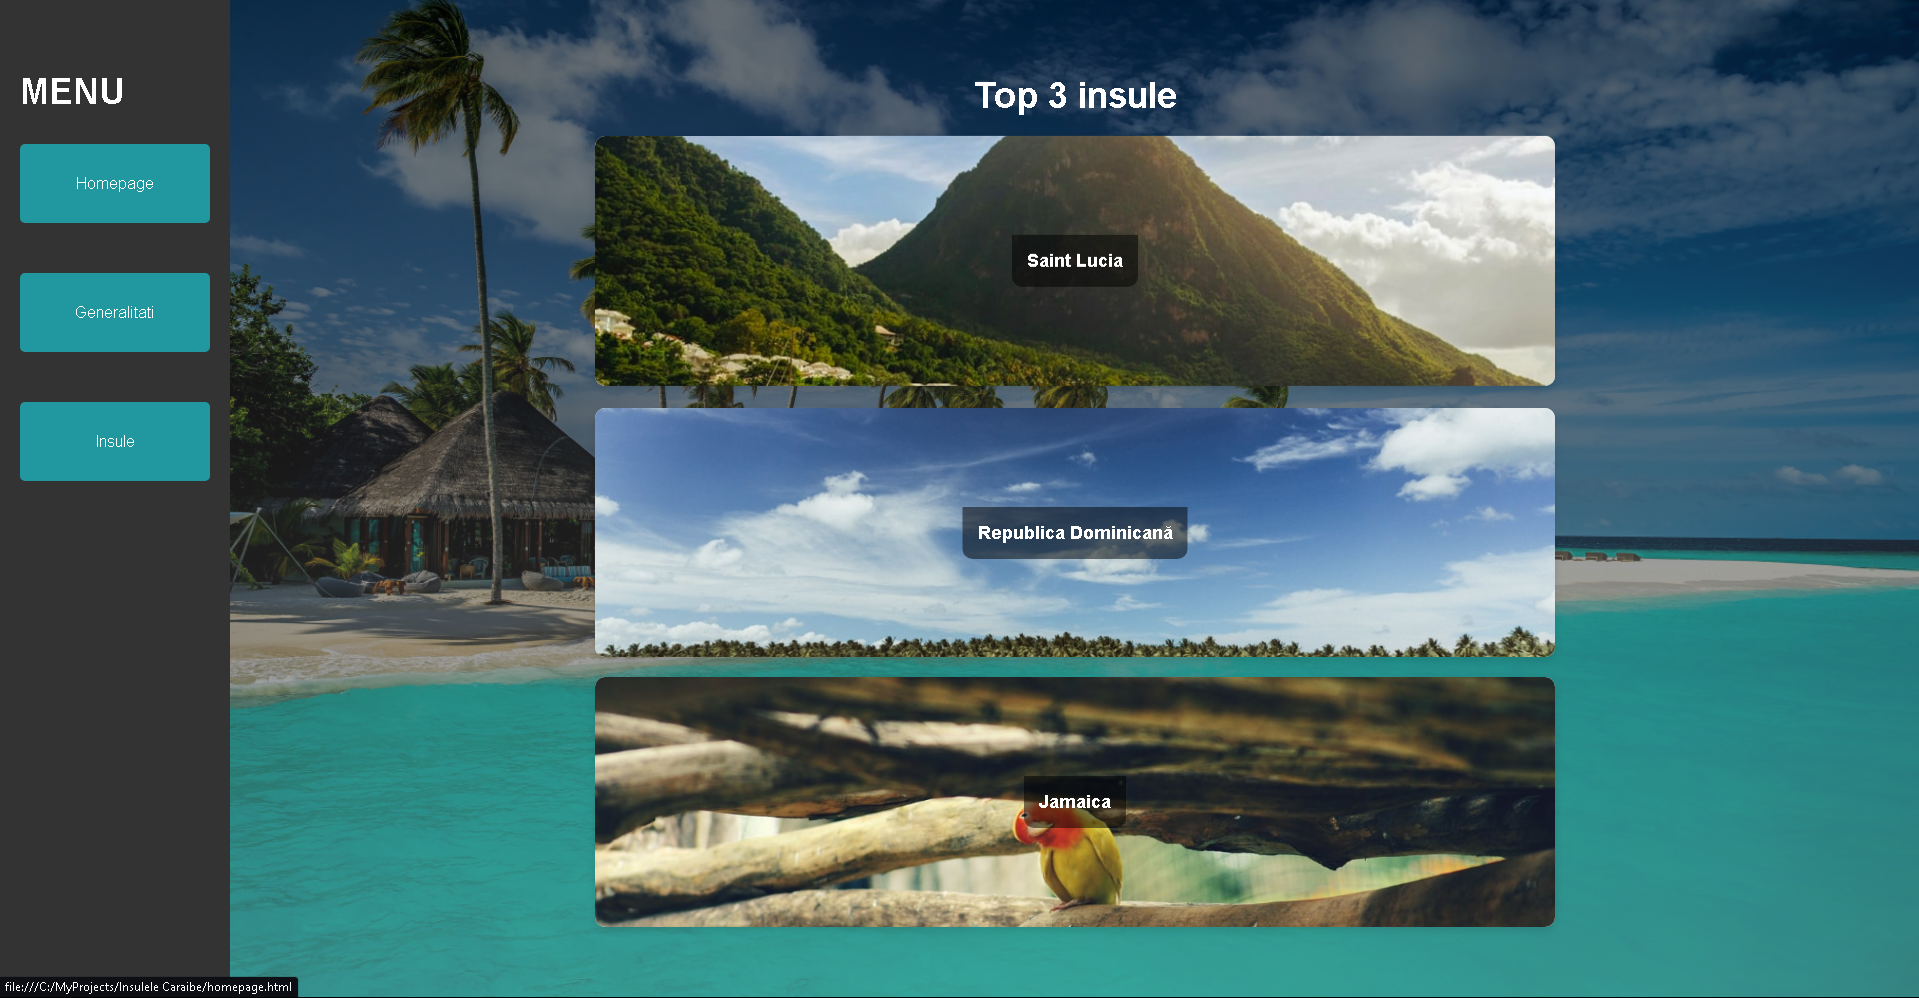 MENU
Homepage
Generalitati
Insule
Top 3 insule
Saint Lucia
Republica Dominicană
Jamaica
file:///C:/MyProjects/Insulele Caraibe/homepage.html